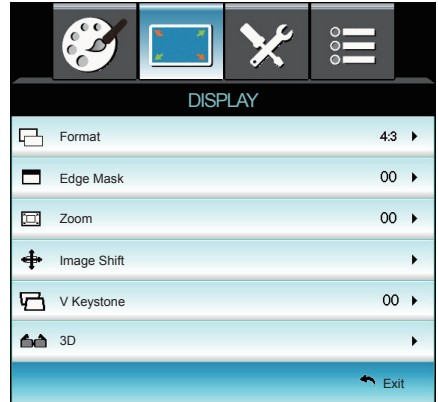 DISPLAY
Format 4:3
Edge Mask 00
Zoom 00
Image Shift
V Keystone 00
3D
Exit